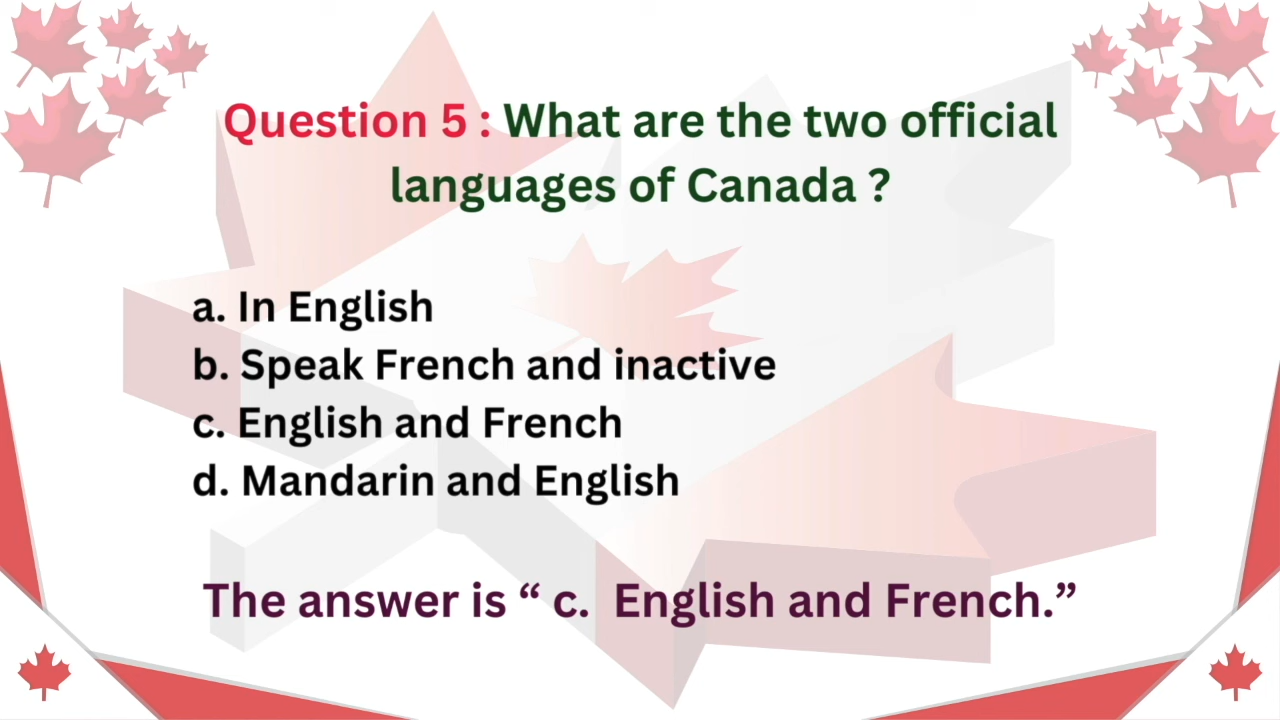 Question 5 : What are the two official
languages of Canada ?
a. In English
b. Speak French and inactive
c. English and French
d. Mandarin and English
The answer is “ c.  English and French.”